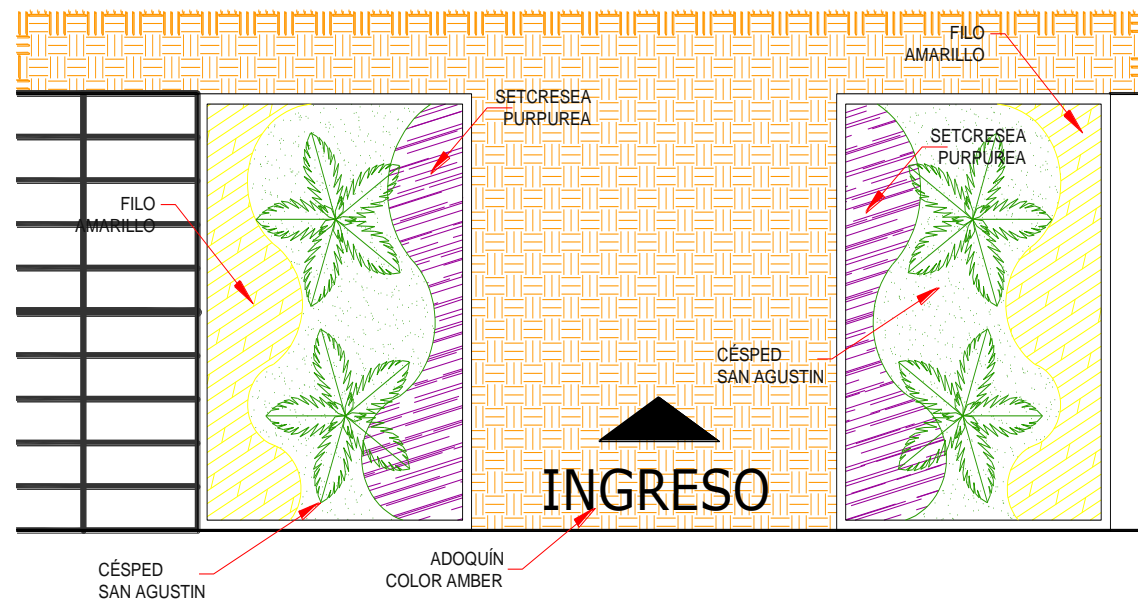 FILO
AMARILLO
SETCRESEA
PURPUREA
SETCRESEA
PURPUREA
FILO
AMARILLO
CÉSPED
SAN AGUSTIN
INGRESO
CÉSPED
SAN AGUSTIN
ADOQUÍN
COLOR AMBER